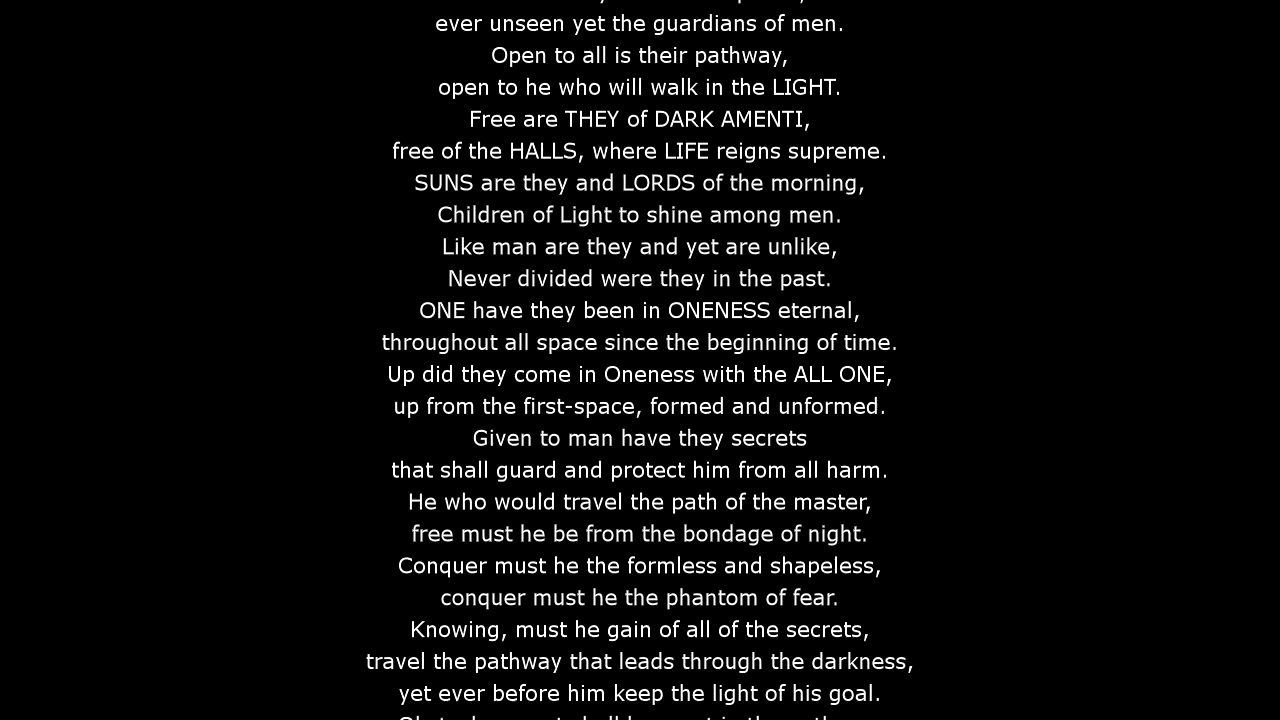 ever unseen yet the guardians of men.
Open to all is their pathway,
open to he who will walk in the LIGHT.
Free are THEY of DARK AMENTI,
free of the HALLS, where LIFE reigns supreme.
SUNS are they and LORDS of the morning,
Children of Light to shine among men.
Like man are they and yet are unlike,
Never divided were they in the past.
ONE have they been in ONENESS eternal,
throughout all space since the beginning of time.
Up did they come in Oneness with the ALL ONE,
up from the first-space, formed and unformed.
Given to man have they secrets
that shall guard and protect him from all harm.
He who would travel the path of the master,
free must he be from the bondage of night.
Conquer must he the formless and shapeless,
conquer must he the phantom of fear.
Knowing, must he gain of all of the secrets,
travel the pathway that leads through the darkness,
yet ever before him keep the light of his goal.